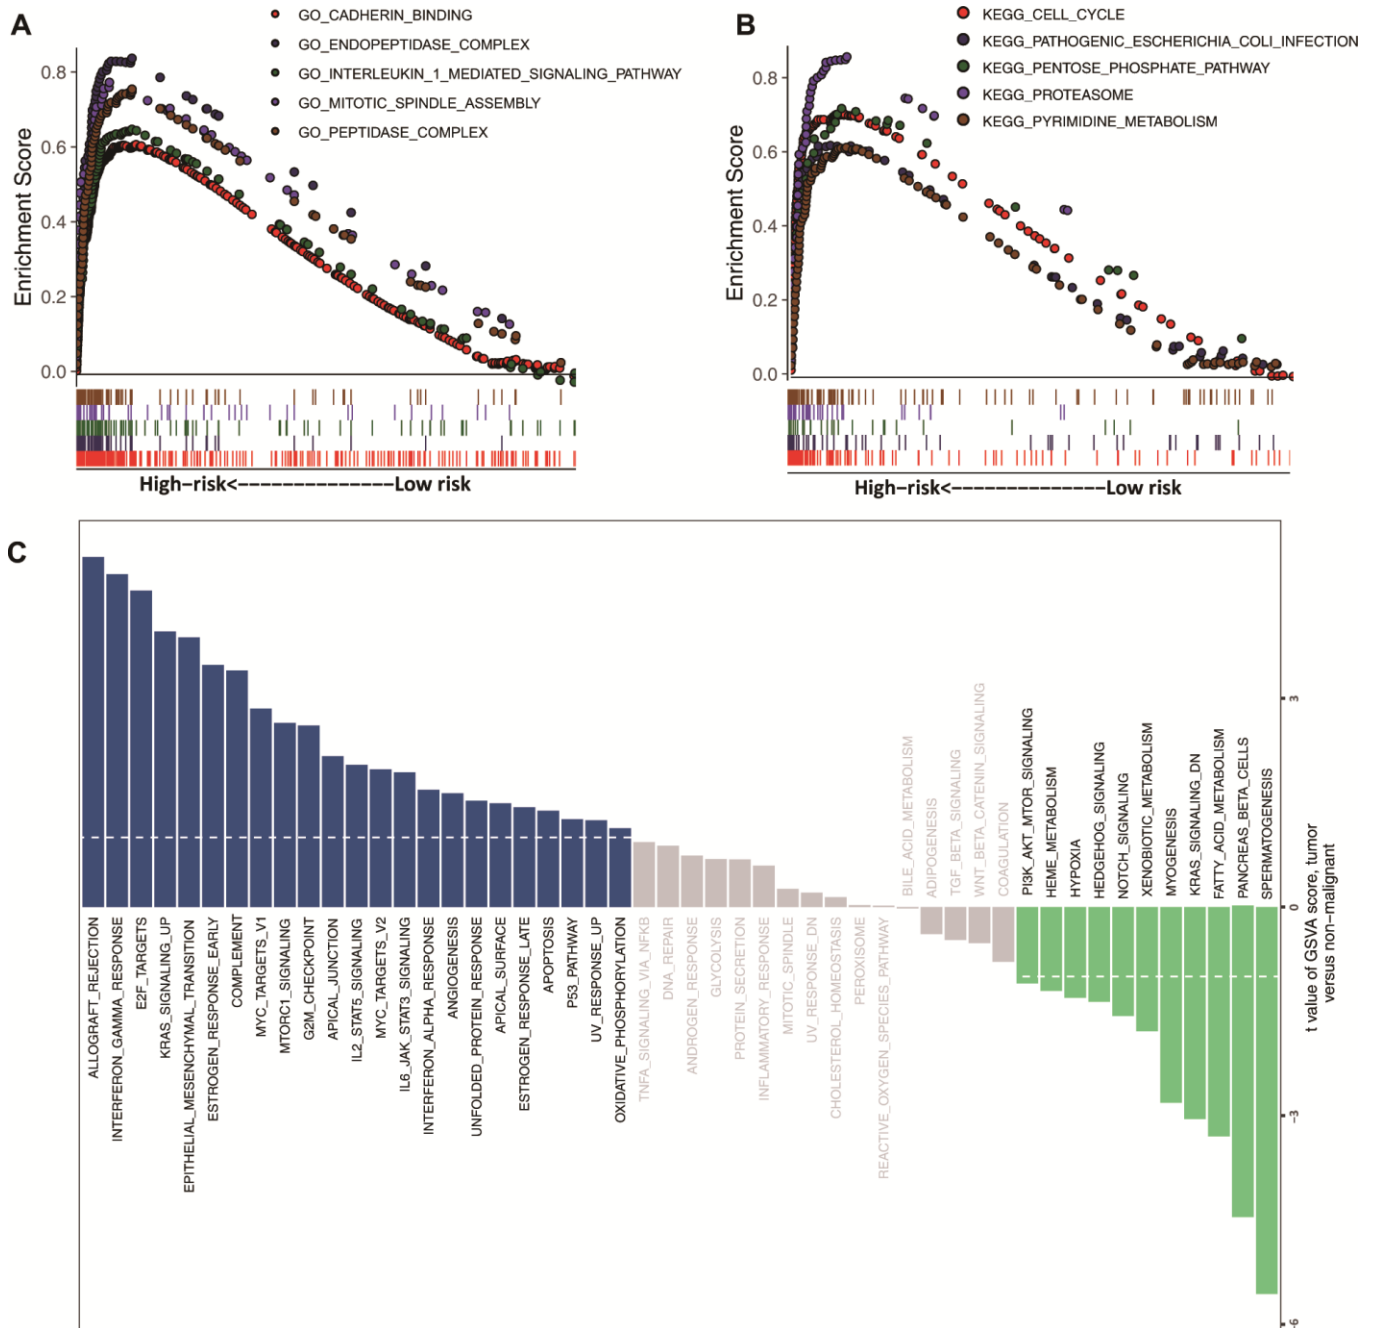 A
GO_CADHERIN_BINDING
GO_ENDOPEPTIDASE_COMPLEX
GO_INTERLEUKIN_1_MEDIATED_SIGNALING_PATHWAY
GO_MITOTIC_SPINDLE_ASSEMBLY
GO_PEPTIDASE_COMPLEX
Enrichment Score
0.8
0.6
0.4
0.2
0.0
High-risk<---------------Low risk
B
KEGG_CELL_CYCLE
KEGG_PATHOGENIC_ESCHERICHIA_COLI_INFECTION
KEGG_PENTOSE_PHOSPHATE_PATHWAY
KEGG_PROTEASOME
KEGG_PYRIMIDINE_METABOLISM
Enrichment Score
0.8
0.6
0.4
0.2
0.0
High-risk<---------------Low risk
C
ALLOGRAFT_REJECTION
INTERFERON_GAMMA_RESPONSE
E2F_TARGETS
KRAS_SIGNALING_UP
EPITHELIAL_MESENCHYMAL_TRANSITION
ESTROGEN_RESPONSE_EARLY
COMPLEMENT
MYC_TARGETS_V1
MTORC1_SIGNALING
G2M_CHECKPOINT
APICAL_JUNCTION
IL2_STAT5_SIGNALING
MYC_TARGETS_V2
IL6_JAK_STAT3_SIGNALING
INTERFERON_ALPHA_RESPONSE
ANGIOGENESIS
UNFOLDED_PROTEIN_RESPONSE
APICAL_SURFACE
ESTROGEN_RESPONSE_LATE
APOPTOSIS
P53_PATHWAY
UV_RESPONSE_UP
OXIDATIVE_PHOSPHORYLATION
TNFA_SIGNALING_VIA_NFKB
DNA_REPAIR
ANDROGEN_RESPONSE
GLYCOLYSIS
PROTEIN_SECRETION
INFLAMMATORY_RESPONSE
MITOTIC_SPINDLE
UV_RESPONSE_DN
CHOLESTEROL_HOMEOSTASIS
PEROXISOME
REACTIVE_OXYGEN_SPECIES_PATHWAY
BILE_ACID_METABOLISM
ADIPOGENESIS
TGF_BETA_SIGNALING
WNT_BETA_CATENIN_SIGNALING
COAGULATION
PI3K_AKT_MTOR_SIGNALING
HEME_METABOLISM
HYPOXIA
HEDGEHOG_SIGNALING
NOTCH_SIGNALING
XENOBIOTIC_METABOLISM
MYOGENESIS
KRAS_SIGNALING_DN
FATTY_ACID_METABOLISM
PANCREAS_BETA_CELLS
SPERMATOGENESIS
3
0
-3
-6
t value of GSVA score, tumor
versus non-malignant